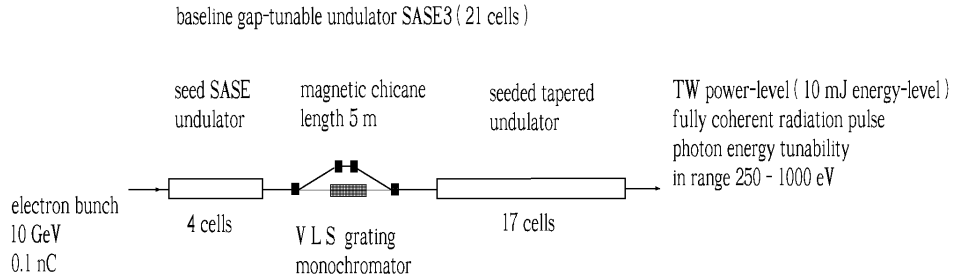 baseline gap-tunable undulator SASE3 ( 21 cells )
seed SASE
undulator
magnetic chicane
length 5 m
seeded tapered
undulator
TW power-level ( 10 mJ energy-level )
fully coherent radiation pulse
photon energy tunability
in range 250 - 1000 eV
electron bunch
10 GeV
0.1 nC
4 cells
V L S grating
monochromator
17 cells